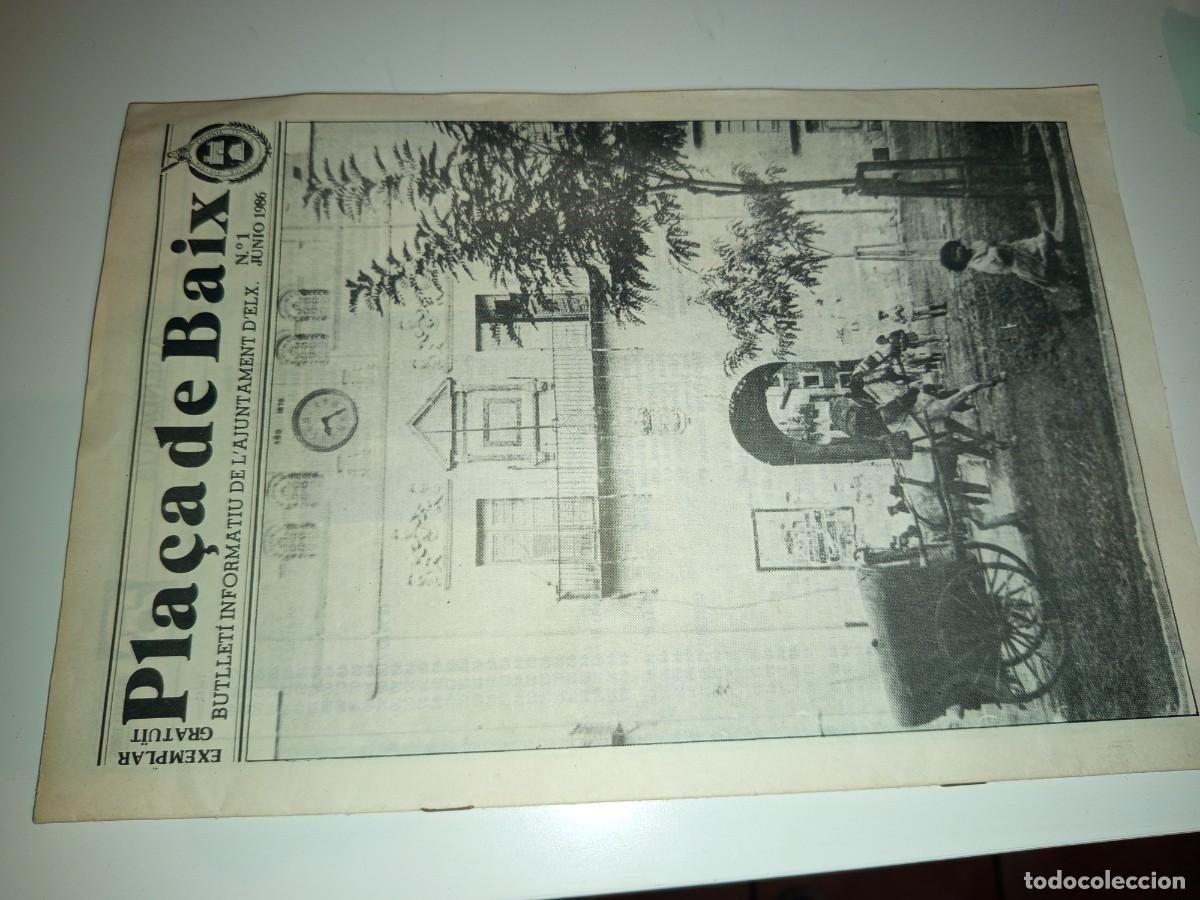 EXEMPLAR
GRATUÏT
Plaça de Baix
BUTLLETÍ INFORMATIU DE L'AJUNTAMENT D'ELX.
N.º 1
JUNIO 1986
todocoleccion